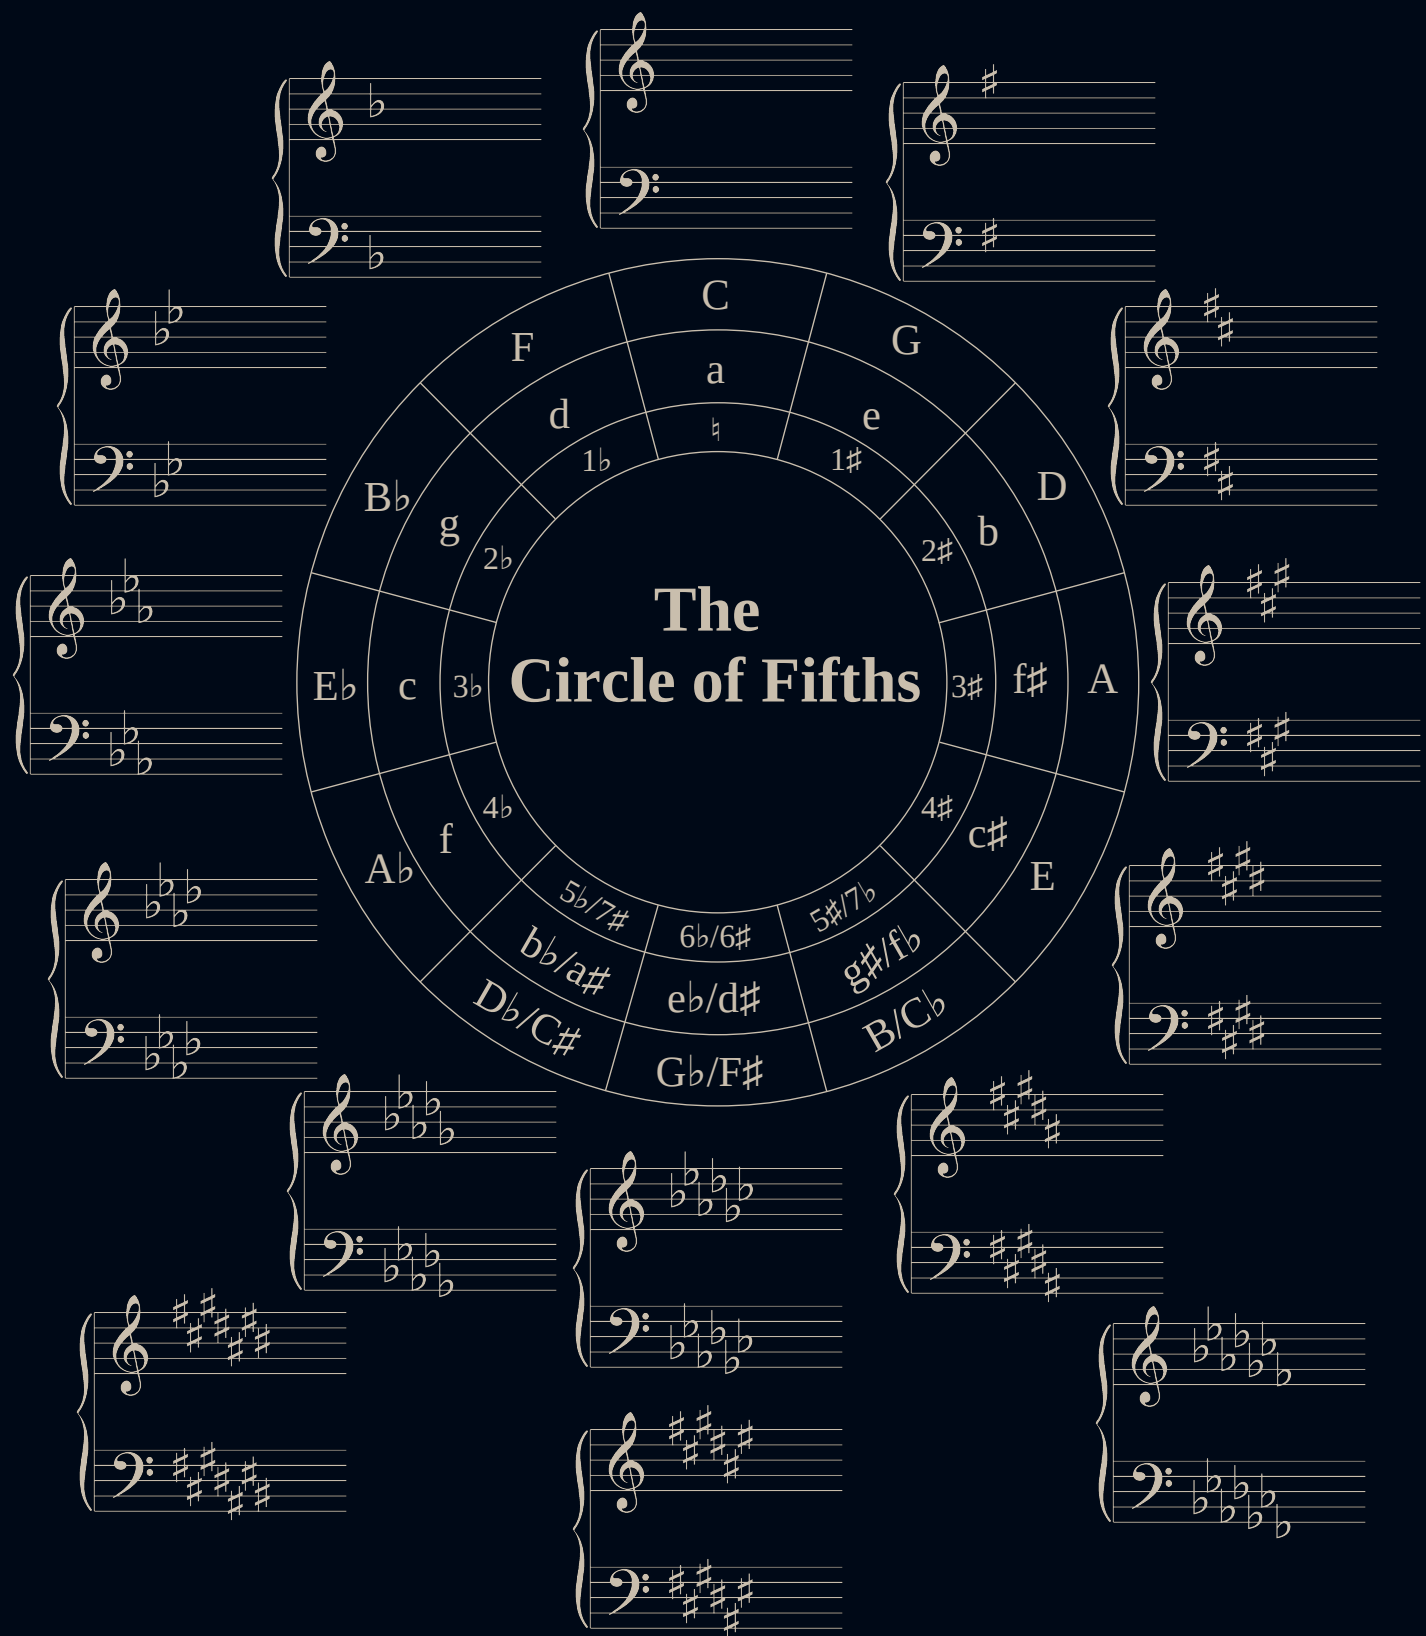 C
G
D
A
E
B/C♭
G♭/F♯
D♭/C♯
A♭
E♭
B♭
F
a
e
b
f♯
c♯
g♯/f♭
e♭/d♯
b♭/a♯
f
c
g
d
♮
1♯
2♯
3♯
4♯
5♯/7♭
6♭/6♯
5♭/7♯
4♭
3♭
2♭
1♭
The
Circle of Fifths